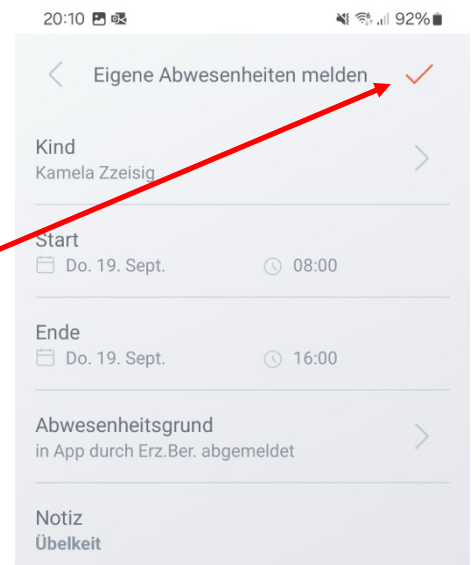 20:10 92%
Eigene Abwesenheiten melden
Kind
Kamela Zzeisig
Start
Do. 19. Sept. 08:00
Ende
Do. 19. Sept. 16:00
Abwesenheitsgrund
in App durch Erz.Ber. abgemeldet
Notiz
Übelkeit